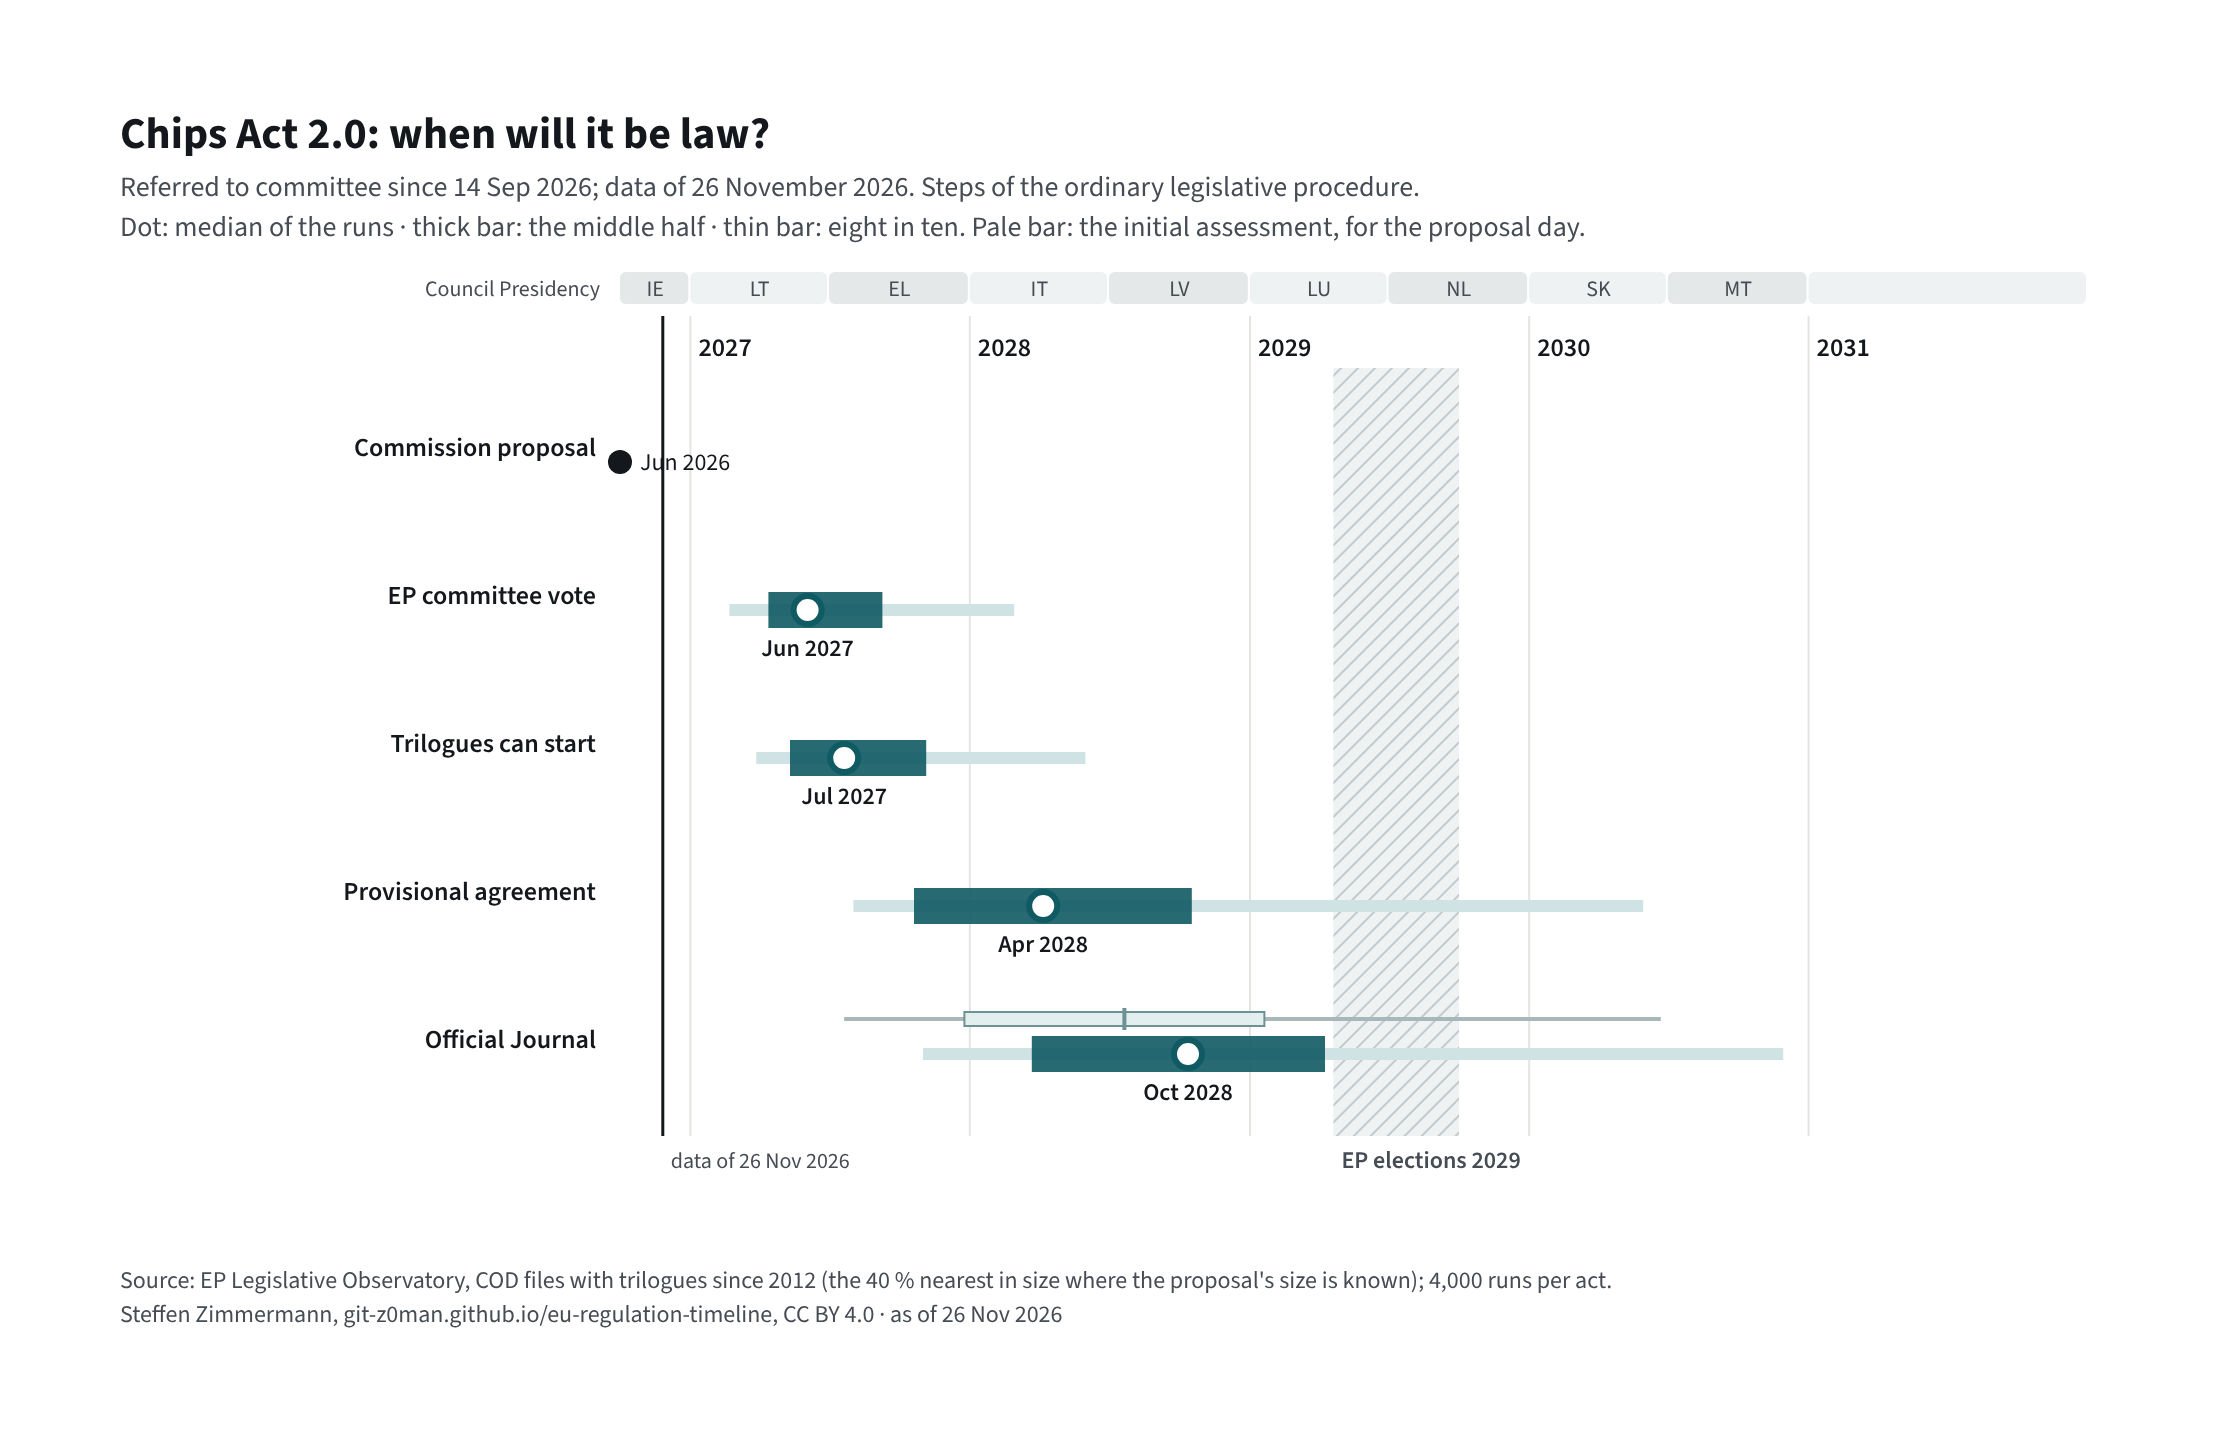 Chips Act 2.0: when will it be law?
Referred to committee since 14 Sep 2026; data of 26 November 2026. Steps of the ordinary legislative procedure.
Dot: median of the runs · thick bar: the middle half · thin bar: eight in ten. Pale bar: the initial assessment, for the proposal day.
Council Presidency IE LT EL IT LV LU NL SK MT
2027 2028 2029 2030 2031
Commission proposal
Jun 2026
EP committee vote
Jun 2027
Trilogues can start
Jul 2027
Provisional agreement
Apr 2028
Official Journal
Oct 2028
data of 26 Nov 2026 EP elections 2029
Source: EP Legislative Observatory, COD files with trilogues since 2012 (the 40 % nearest in size where the proposal's size is known); 4,000 runs per act.
Steffen Zimmermann, git-z0man.github.io/eu-regulation-timeline, CC BY 4.0 · as of 26 Nov 2026